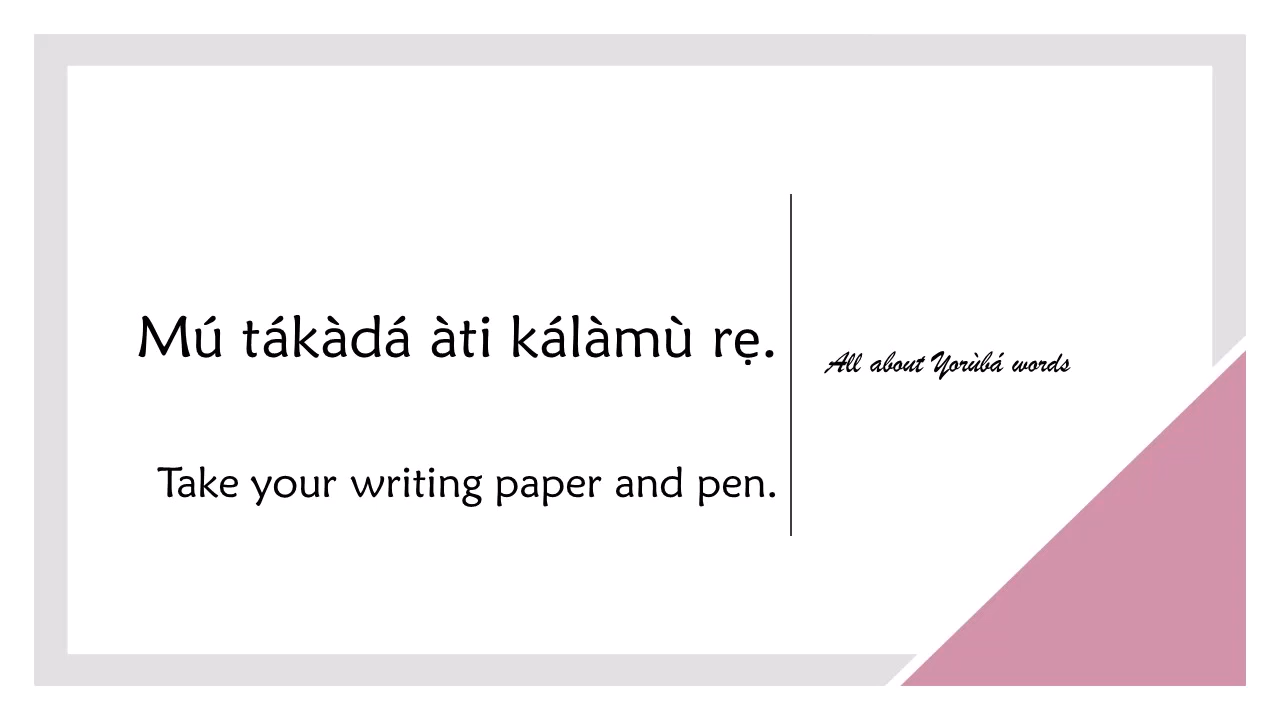 Mú tákàdá àti kálàmù rẹ.
Take your writing paper and pen.
All about Yorùbá words